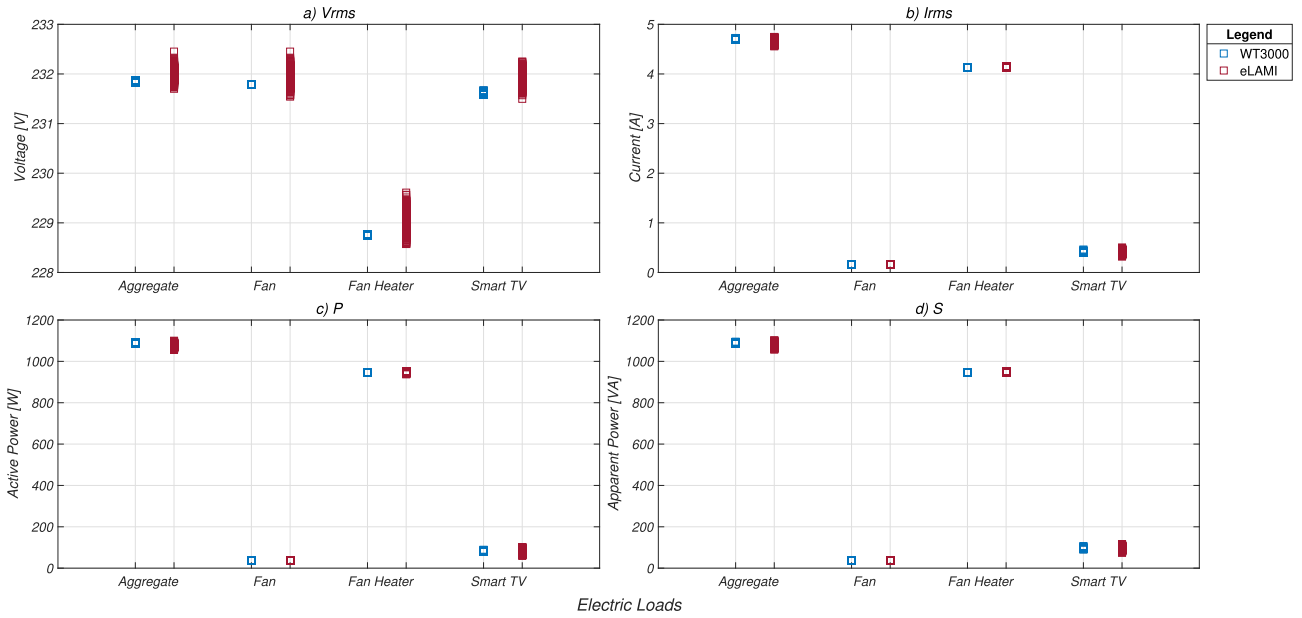 a) Vrms
Voltage [V]
233
232
231
230
229
228
Aggregate Fan Fan Heater Smart TV
b) Irms
Current [A]
5
4
3
2
1
0
Aggregate Fan Fan Heater Smart TV
Legend
WT3000
eLAMI
c) P
Active Power [W]
1200
1000
800
600
400
200
0
Aggregate Fan Fan Heater Smart TV
d) S
Apparent Power [VA]
1200
1000
800
600
400
200
0
Aggregate Fan Fan Heater Smart TV
Electric Loads